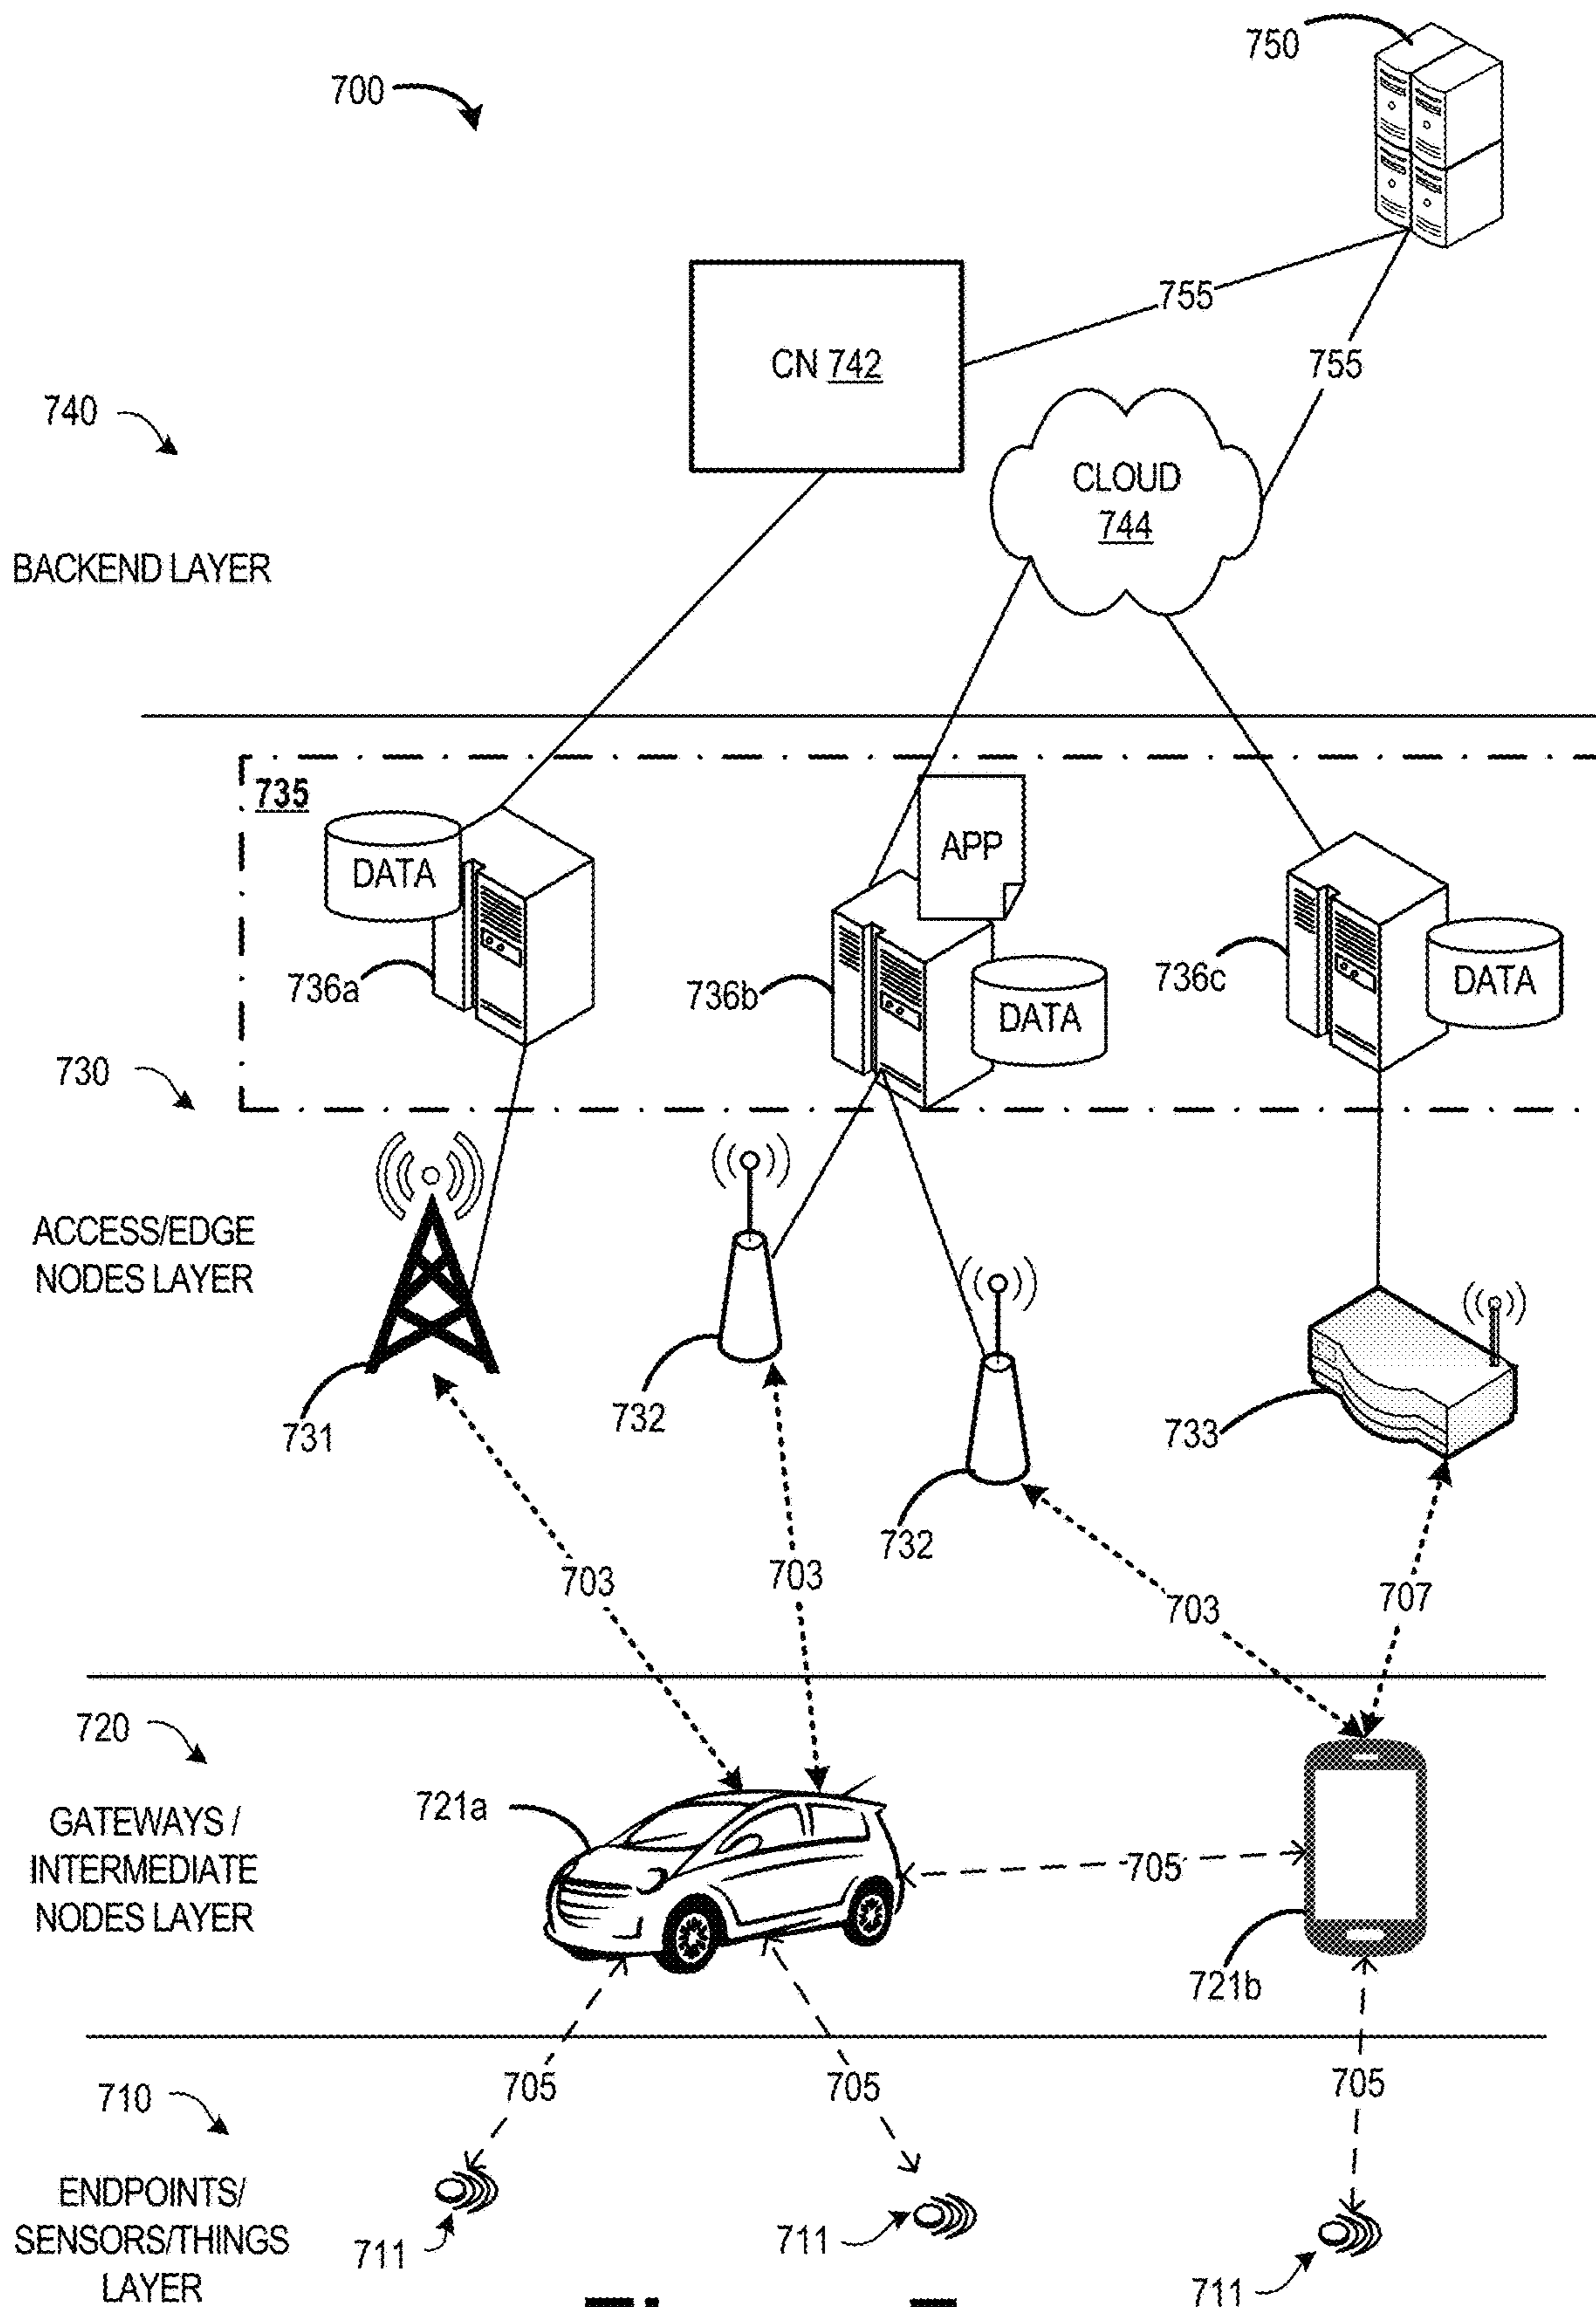 750
700
755
CN 742
755
740
CLOUD
744
BACKEND LAYER
735
APP
DATA
736a
736b
DATA
736c
DATA
730
ACCESS/EDGE
NODES LAYER
731
732
732
733
703
703
703
707
720
721a
GATEWAYS /
INTERMEDIATE
NODES LAYER
705
721b
710
705
705
705
ENDPOINTS/
SENSORS/THINGS
LAYER
711
711
711